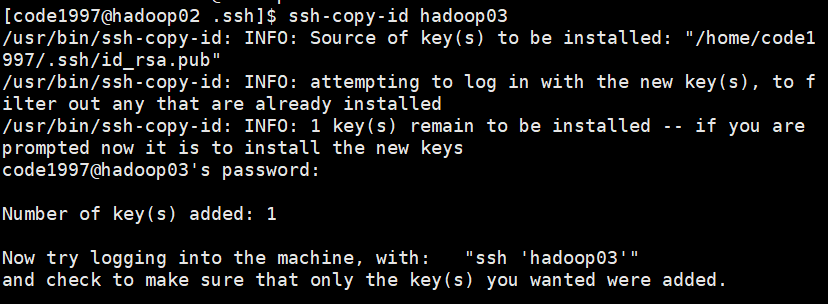 [code1997@hadoop02 .ssh]$ ssh-copy-id hadoop03
/usr/bin/ssh-copy-id: INFO: Source of key(s) to be installed: "/home/code1
997/.ssh/id_rsa.pub"
/usr/bin/ssh-copy-id: INFO: attempting to log in with the new key(s), to f
ilter out any that are already installed
/usr/bin/ssh-copy-id: INFO: 1 key(s) remain to be installed -- if you are
prompted now it is to install the new keys
code1997@hadoop03's password:
Number of key(s) added: 1
Now try logging into the machine, with:   "ssh 'hadoop03'"
and check to make sure that only the key(s) you wanted were added.